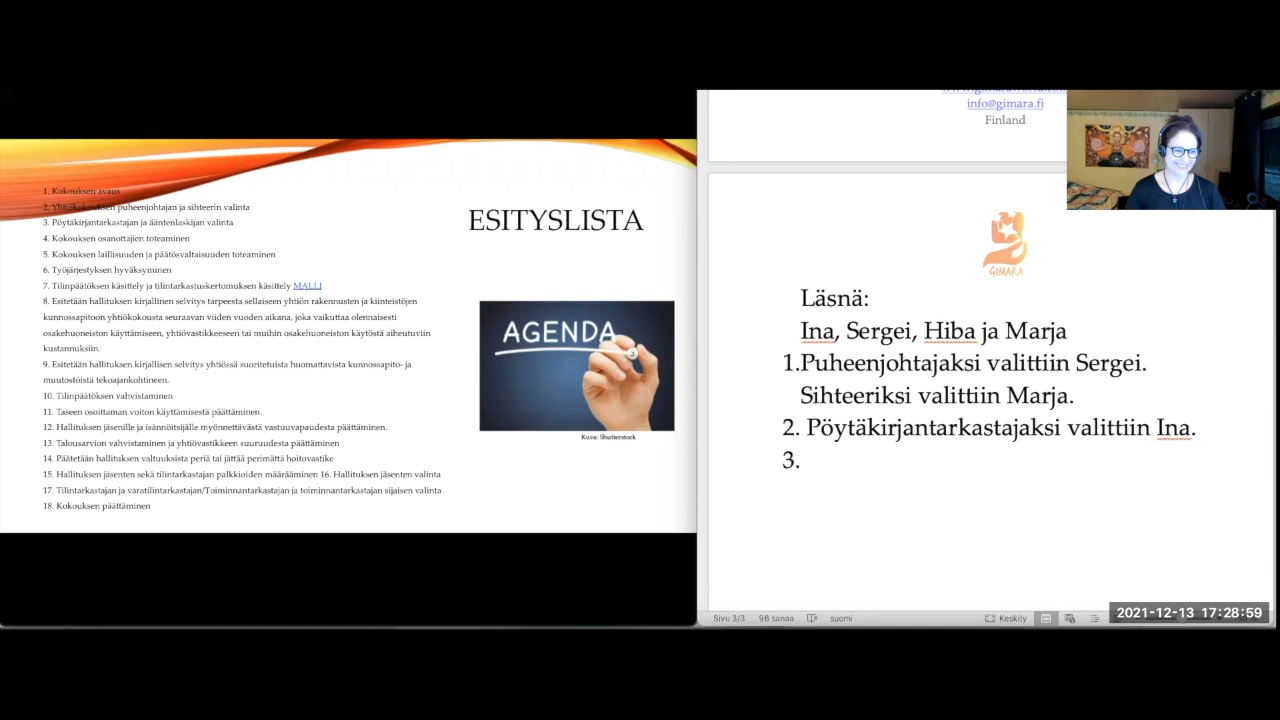 1. Kokouksen avaus
2. Yhtiökokouksen puheenjohtajan ja sihteerin valinta
3. Pöytäkirjantarkastajan ja ääntenlaskijan valinta
4. Kokouksen osanottajien toteaminen
5. Kokouksen laillisuuden ja päätösvaltaisuuden toteaminen
6. Työjärjestyksen hyväksyminen
7. Tilinpäätöksen käsittely ja tilintarkastuskertomuksen käsittely MALLI
8. Esitetään hallituksen kirjallinen selvitys tarpeesta sellaiseen yhtiön rakennusten ja kiinteistöjen
kunnossapitoon yhtiökokousta seuraavan viiden vuoden aikana, joka vaikuttaa olennaisesti
osakehuoneiston käyttämiseen, yhtiövastikkeeseen tai muihin osakehuoneiston käytöstä aiheutuviin
kustannuksiin.
9. Esitetään hallituksen kirjallisen selvitys yhtiössä suoritetuista huomattavista kunnossapito- ja
muutostöistä tekoajankohtineen.
10. Tilinpäätöksen vahvistaminen
11. Taseen osoittaman voiton käyttämisestä päättäminen.
12. Hallituksen jäsenille ja isännöitsijälle myönnettävästä vastuuvapaudesta päättäminen.
13. Talousarvion vahvistaminen ja yhtiövastikkeen suuruudesta päättäminen
14. Päätetään hallituksen valtuuksista periä tai jättää perimättä hoitovastike
15. Hallituksen jäsenten sekä tilintarkastajan palkkioiden määrääminen 16. Hallituksen jäsenten valinta
17. Tilintarkastajan ja varatilintarkastajan/Toiminnantarkastajan ja toiminnantarkastajan sijaisen valinta
18. Kokouksen päättäminen
ESITYSLISTA
AGENDA
Kuva: Shutterstock
info@gimara.fi
Finland
GIMARA
Läsnä:
Ina, Sergei, Hiba ja Marja
1.Puheenjohtajaksi valittiin Sergei.
Sihteeriksi valittiin Marja.
2. Pöytäkirjantarkastajaksi valittiin Ina.
3.
Sivu 3/3 96 sanaa suomi Keskity
2021-12-13 17:28:59